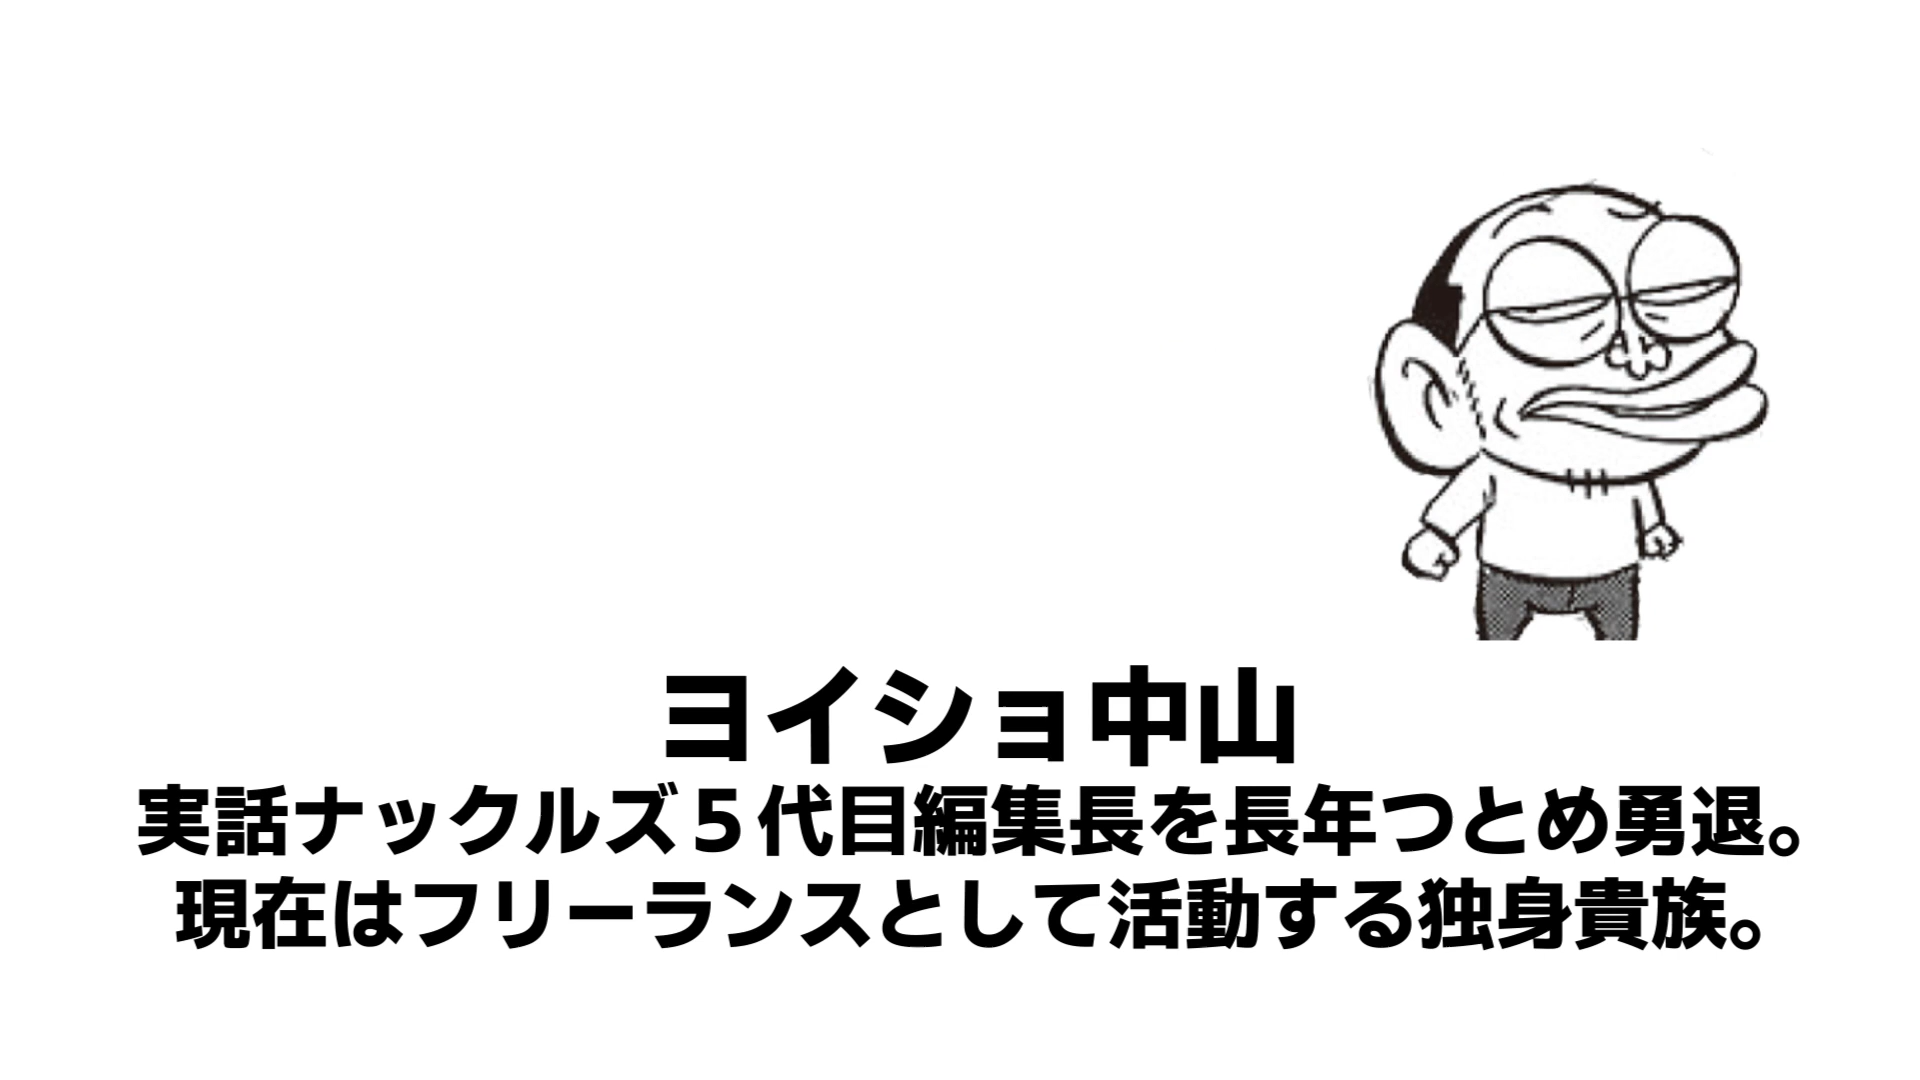 ヨイショ中山
実話ナックルズ５代目編集長を長年つとめ勇退。
現在はフリーランスとして活動する独身貴族。